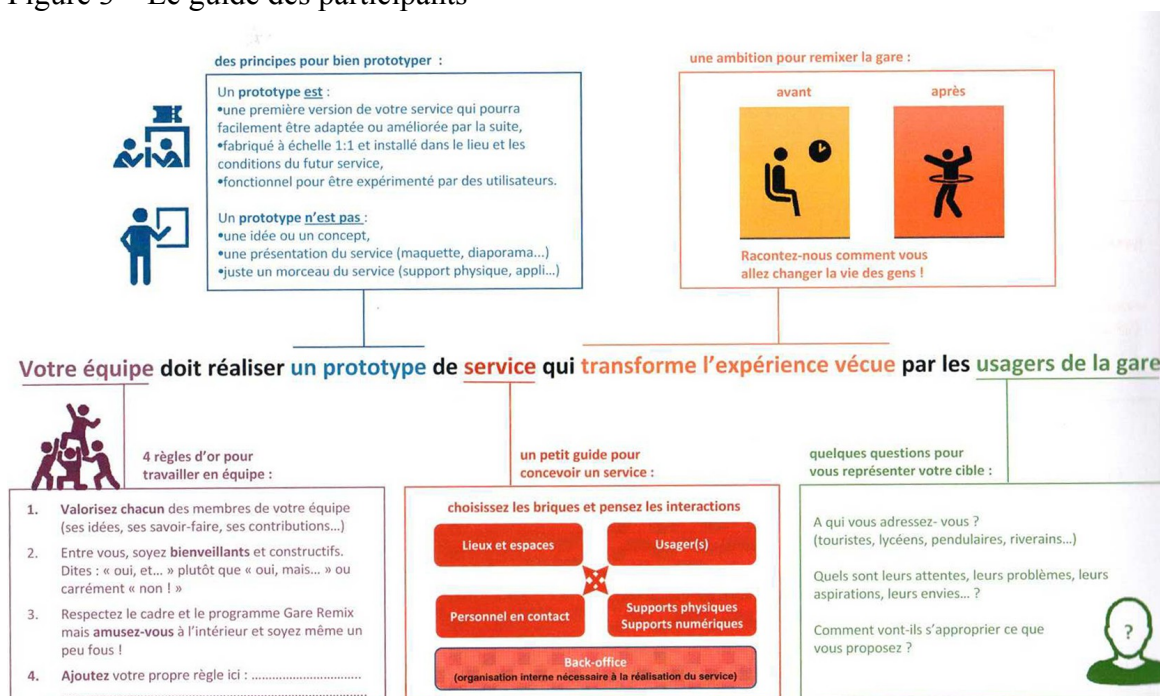 Figure 3 – Le guide des participants
des principes pour bien prototyper :
Un prototype est :
•une première version de votre service qui pourra
facilement être adaptée ou améliorée par la suite,
•fabriqué à échelle 1:1 et installé dans le lieu et les
conditions du futur service,
•fonctionnel pour être expérimenté par des utilisateurs.
Un prototype n'est pas :
•une idée ou un concept,
•une présentation du service (maquette, diaporama...)
•juste un morceau du service (support physique, appli...)
une ambition pour remixer la gare :
avant
après
Racontez-nous comment vous
allez changer la vie des gens !
Votre équipe doit réaliser un prototype de service qui transforme l'expérience vécue par les usagers de la gare
4 règles d'or pour
travailler en équipe :
1. Valorisez chacun des membres de votre équipe
(ses idées, ses savoir-faire, ses contributions...)
2. Entre vous, soyez bienveillants et constructifs.
Dites : « oui, et... » plutôt que « oui, mais... » ou
carrément « non ! »
3. Respectez le cadre et le programme Gare Remix
mais amusez-vous à l'intérieur et soyez même un
peu fous !
4. Ajoutez votre propre règle ici : ................................
un petit guide pour
concevoir un service :
choisissez les briques et pensez les interactions
Lieux et espaces
Usager(s)
Personnel en contact
Supports physiques
Supports numériques
Back-office
(organisation interne nécessaire à la réalisation du service)
quelques questions pour
vous représenter votre cible :
A qui vous adressez- vous ?
(touristes, lycéens, pendulaires, riverains...)
Quels sont leurs attentes, leurs problèmes, leurs
aspirations, leurs envies... ?
Comment vont-ils s'approprier ce que
vous proposez ?
?